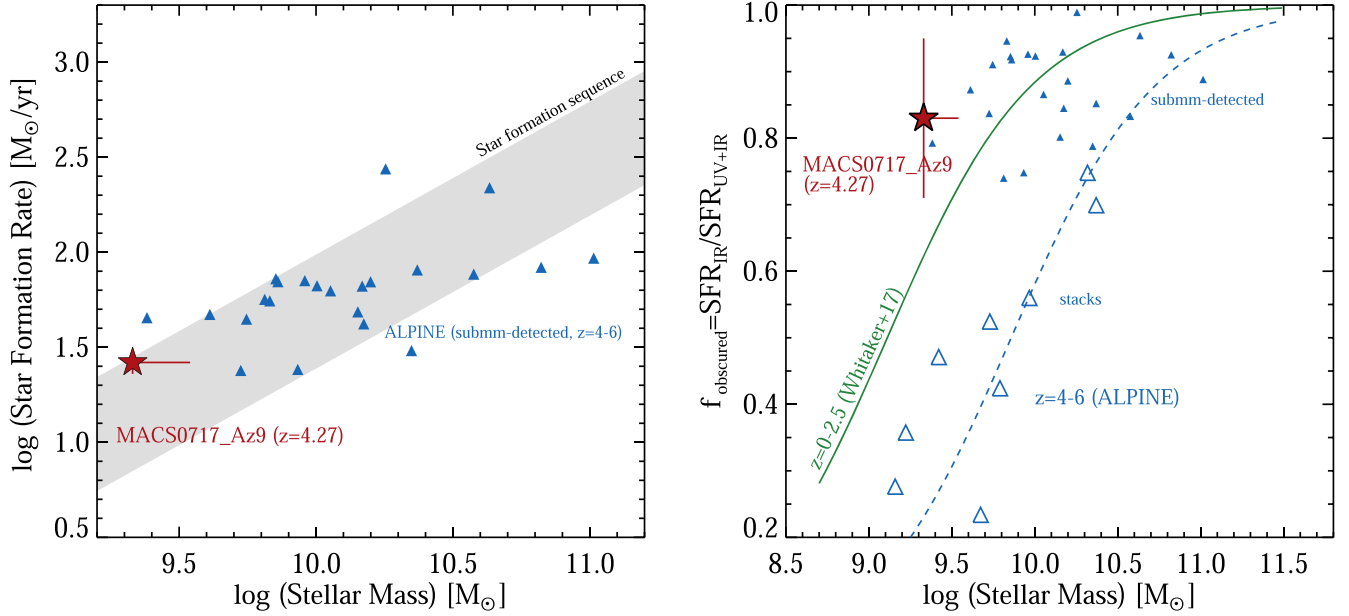 3.0
2.5
2.0
1.5
1.0
0.5
log (Star Formation Rate) [M⊙/yr]
Star formation sequence
ALPINE (submm-detected, z=4-6)
MACS0717_Az9 (z=4.27)
9.5 10.0 10.5 11.0
log (Stellar Mass) [M⊙]
1.0
0.8
0.6
0.4
0.2
f obscured=SFR_IR/SFR_UV+IR
submm-detected
MACS0717_Az9
(z=4.27)
stacks
z=0-2.5 (Whitaker+17)
z=4-6 (ALPINE)
8.5 9.0 9.5 10.0 10.5 11.0 11.5
log (Stellar Mass) [M⊙]